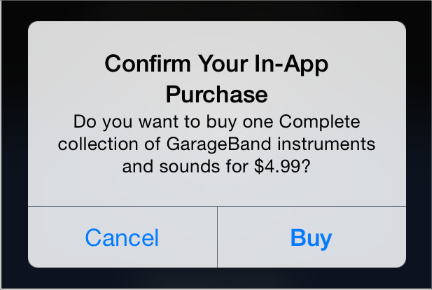 Confirm Your In-App
Purchase
Do you want to buy one Complete
collection of GarageBand instruments
and sounds for $4.99?
Cancel
Buy